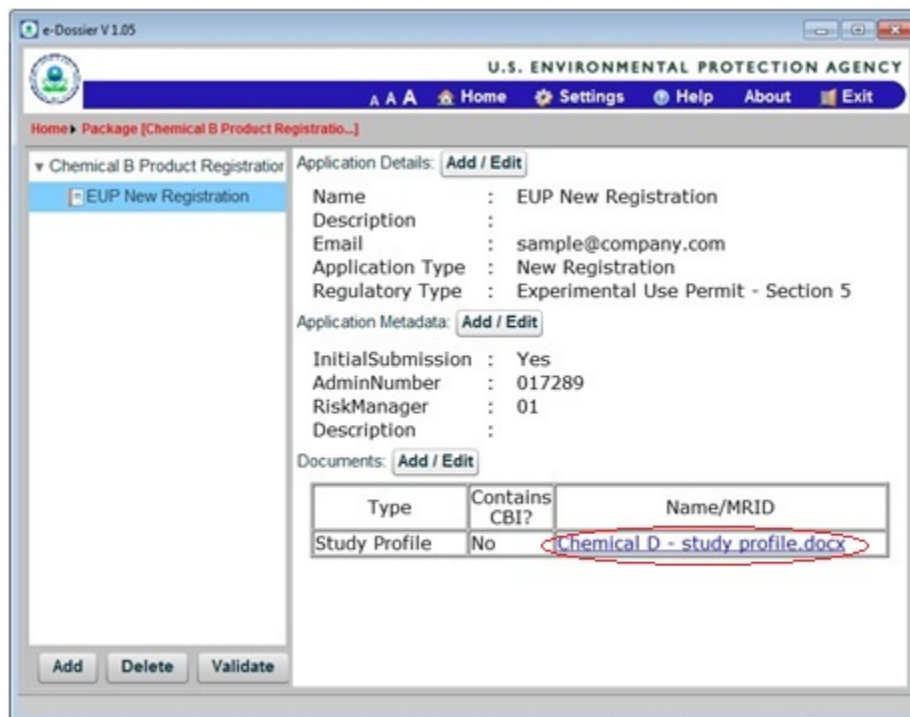 e-Dossier V 1.05
U.S. ENVIRONMENTAL PROTECTION AGENCY
A A A Home Settings Help About Exit
Home Package [Chemical B Product Registratio...]
Chemical B Product Registration
EUP New Registration
Application Details: Add / Edit
Name : EUP New Registration
Description :
Email : sample@company.com
Application Type : New Registration
Regulatory Type : Experimental Use Permit - Section 5
Application Metadata: Add / Edit
InitialSubmission : Yes
AdminNumber : 017289
RiskManager : 01
Description :
Documents: Add / Edit
Type Contains CBI? Name/MRID
Study Profile No Chemical D - study profile.docx
Add Delete Validate